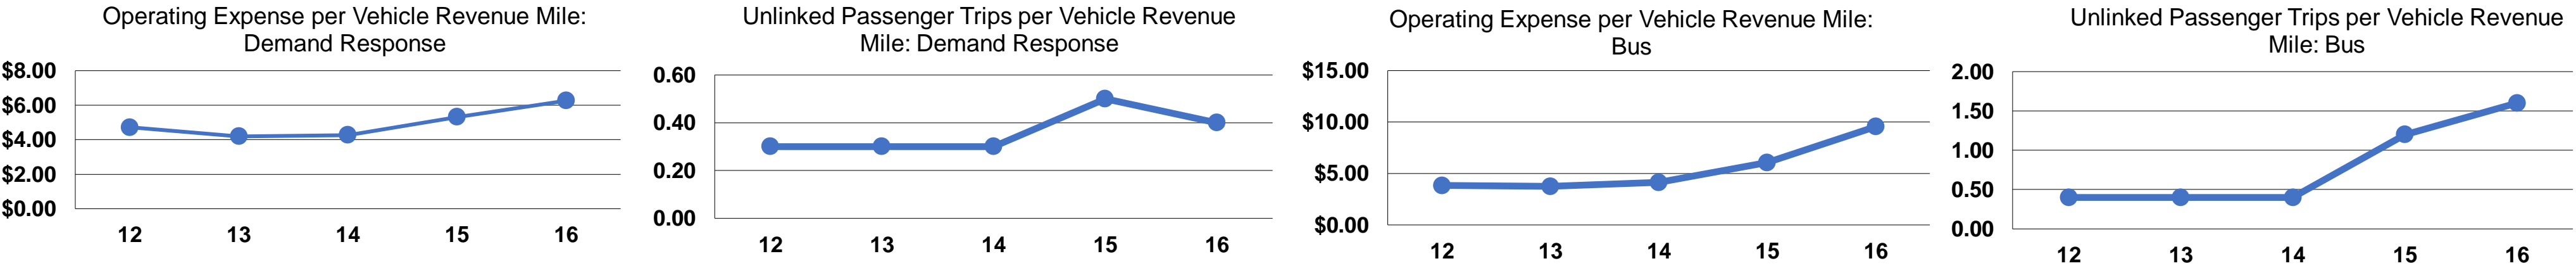 Operating Expense per Vehicle Revenue Mile:
Demand Response
$8.00
$6.00
$4.00
$2.00
$0.00
12 13 14 15 16
Unlinked Passenger Trips per Vehicle Revenue
Mile: Demand Response
0.60
0.40
0.20
0.00
12 13 14 15 16
Operating Expense per Vehicle Revenue Mile:
Bus
$15.00
$10.00
$5.00
$0.00
12 13 14 15 16
Unlinked Passenger Trips per Vehicle Revenue
Mile: Bus
2.00
1.50
1.00
0.50
0.00
12 13 14 15 16